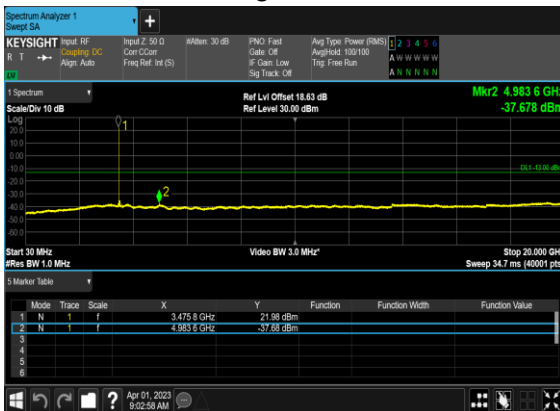 Spectrum Analyzer 1
Swept SA
KEYSIGHT Input: RF Input Z: 50 Ω #Atten: 30 dB PNO: Fast Avg Type: Power (RMS) 1 2 3 4 5 6
R T Coupling: DC Corr CCorr Gate: Off Avg|Hold: 100/100 A W W W W W
Align: Auto Freq Ref: Int (S) IF Gain: Low Trig: Free Run
Sig Track: Off A N N N N N
LV
1 Spectrum Ref Lvl Offset 18.63 dB Mkr2 4.983 6 GHz
Scale/Div 10 dB Ref Level 30.00 dBm -37.678 dBm
Log
20.0
10.0
0.00
-10.0
-20.0
-30.0
-40.0
-50.0
-60.0
1
2
DL1 -13.00 dBm
Start 30 MHz Video BW 3.0 MHz* Stop 20.000 GHz
#Res BW 1.0 MHz Sweep 34.7 ms (40001 pts)
5 Marker Table
Mode Trace Scale X Y Function Function Width Function Value
1 N 1 f 3.475 8 GHz 21.98 dBm
2 N 1 f 4.983 6 GHz -37.68 dBm
3
4
5
6
? Apr 01, 2023
9:02:58 AM